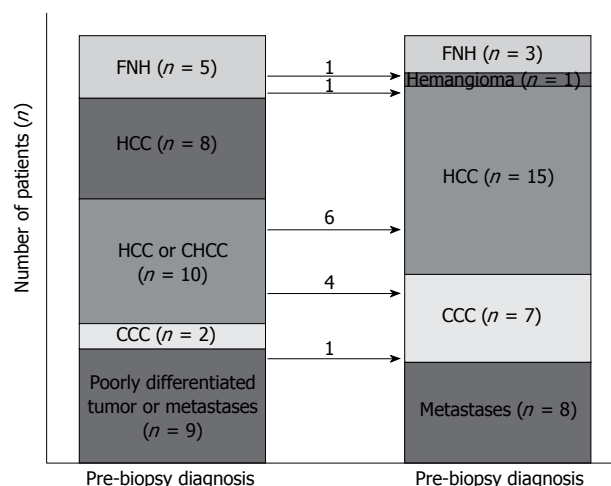 Number of patients (n)
FNH (n = 5)
HCC (n = 8)
HCC or CHCC
(n = 10)
CCC (n = 2)
Poorly differentiated
tumor or metastases
(n = 9)
Pre-biopsy diagnosis
1
1
6
4
1
FNH (n = 3)
Hemangioma (n = 1)
HCC (n = 15)
CCC (n = 7)
Metastases (n = 8)
Pre-biopsy diagnosis